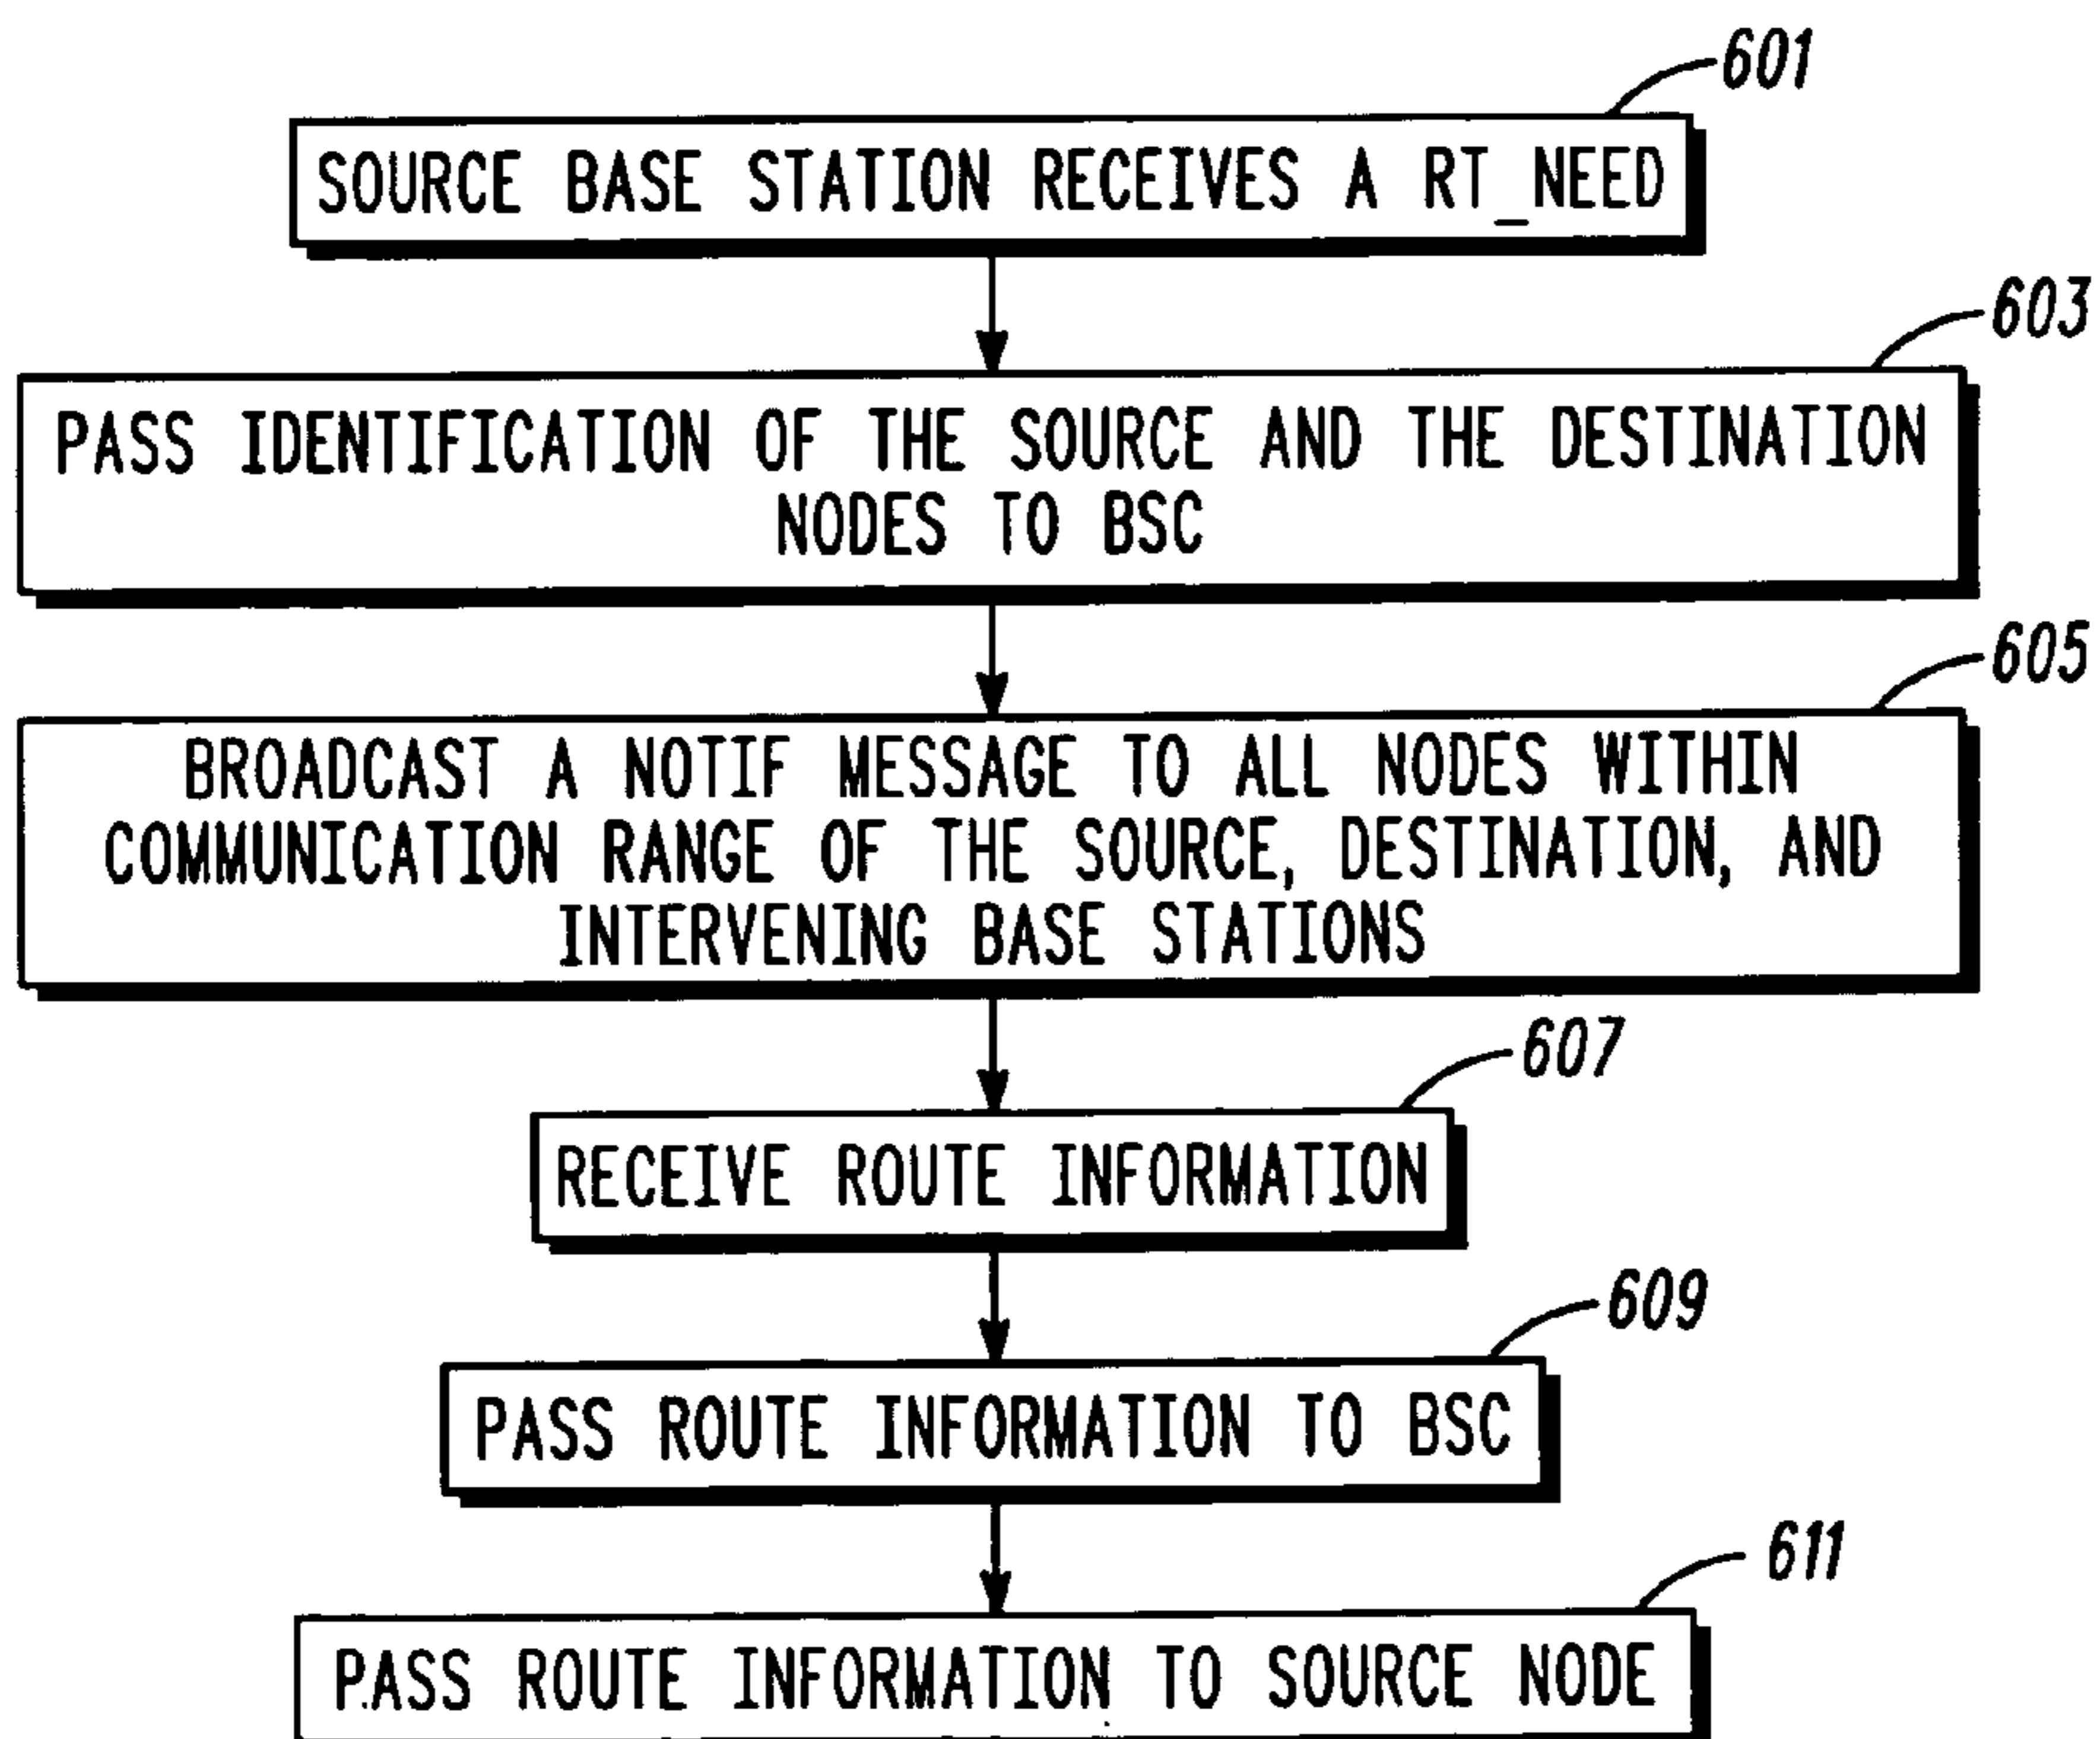 601
SOURCE BASE STATION RECEIVES A RT_NEED
603
PASS IDENTIFICATION OF THE SOURCE AND THE DESTINATION
NODES TO BSC
605
BROADCAST A NOTIF MESSAGE TO ALL NODES WITHIN
COMMUNICATION RANGE OF THE SOURCE, DESTINATION, AND
INTERVENING BASE STATIONS
607
RECEIVE ROUTE INFORMATION
609
PASS ROUTE INFORMATION TO BSC
611
PASS ROUTE INFORMATION TO SOURCE NODE